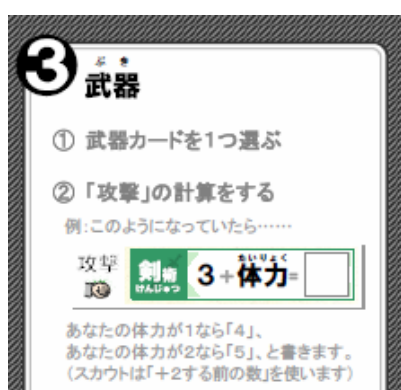 3
ぶき
武器
① 武器カードを1つ選ぶ
② 「攻撃」の計算をする
例:このようになっていたら……
たいりょく
攻撃 剣術 3+体力=
けんじゅつ
あなたの体力が1なら「4」、
あなたの体力が2なら「5」、と書きます。
(スカウトは「+2する前の数」を使います)